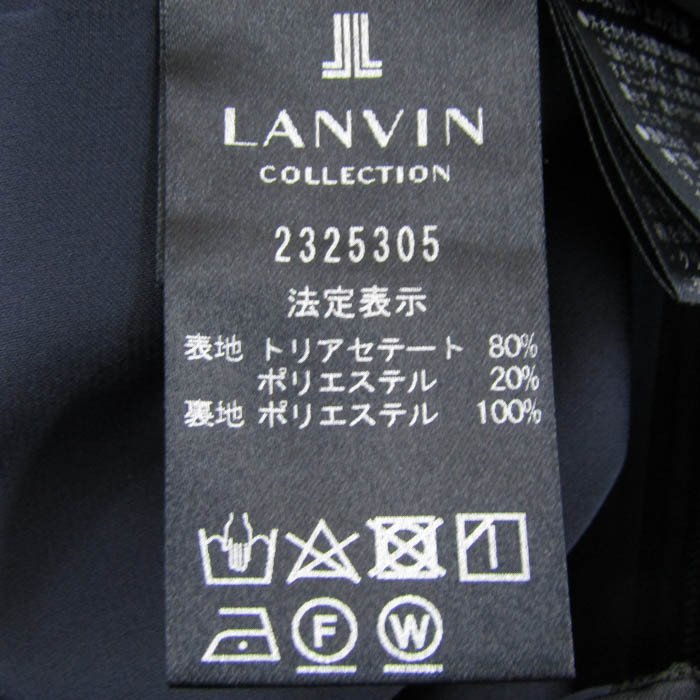 LANVIN
COLLECTION
2325305
法定表示
表地 トリアセテート 80%
ポリエステル 20%
裏地 ポリエステル 100%
F W